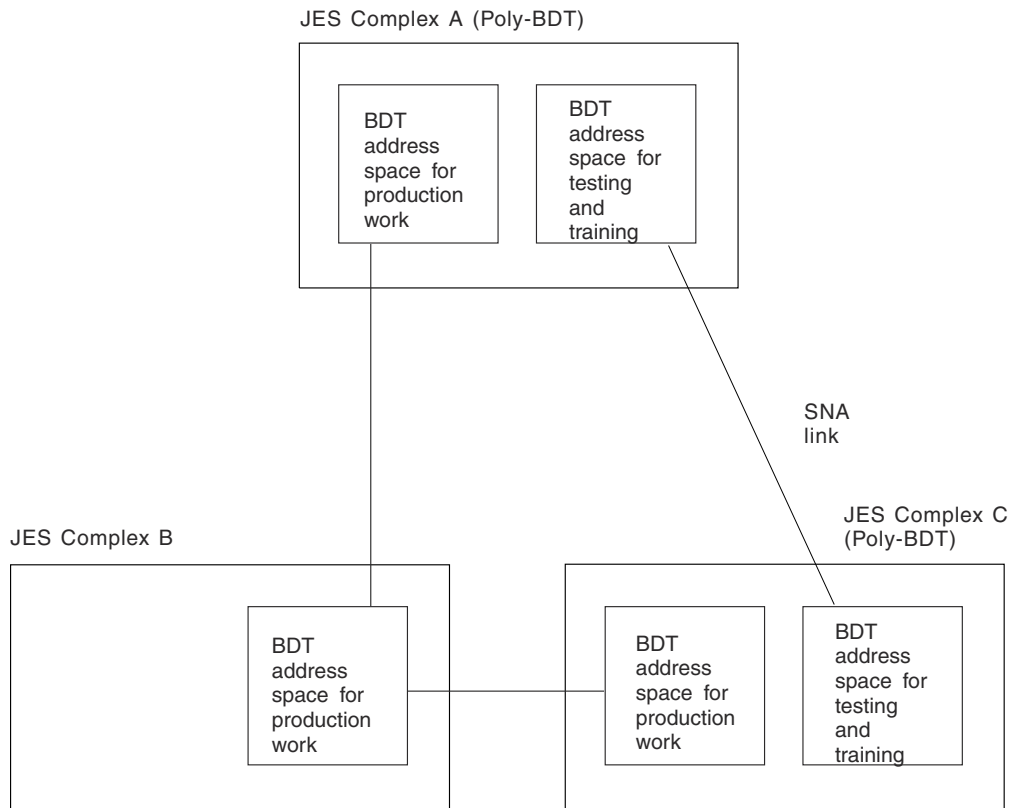 JES Complex A (Poly-BDT)
BDT
address
space for
production
work
BDT
address
space for
testing
and
training
SNA
link
JES Complex B
JES Complex C
(Poly-BDT)
BDT
address
space for
production
work
BDT
address
space for
production
work
BDT
address
space for
testing
and
training